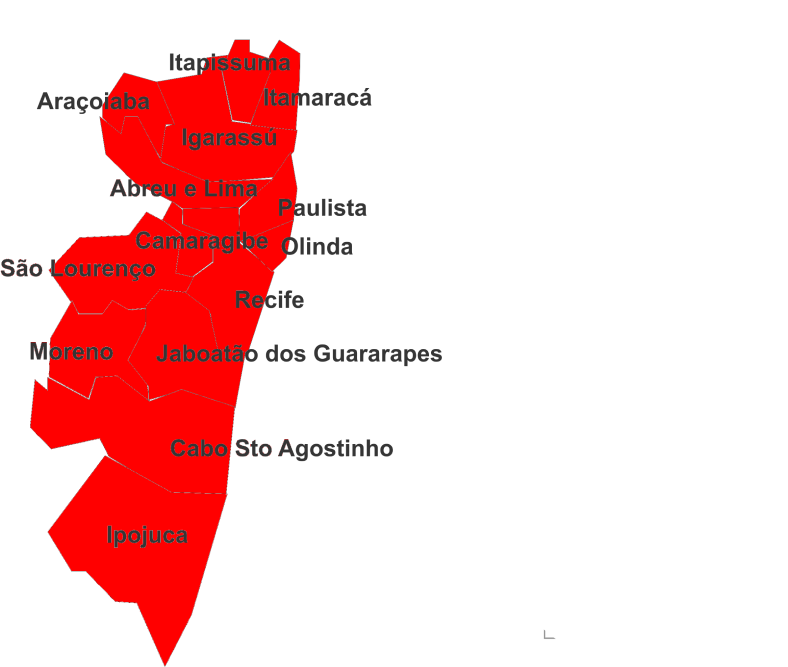 Itapissuma
Araçoiaba
Itamaracá
Igarassú
Abreu e Lima
Paulista
Camaragibe
Olinda
São Lourenço
Recife
Moreno
Jaboatão dos Guararapes
Cabo Sto Agostinho
Ipojuca